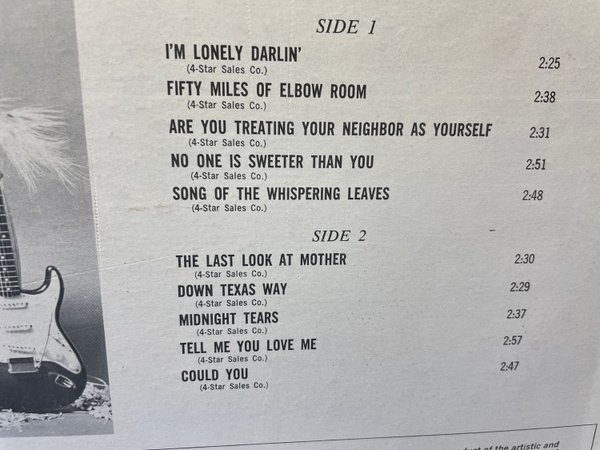 SIDE 1
I'M LONELY DARLIN' 2:25
(4-Star Sales Co.)
FIFTY MILES OF ELBOW ROOM 2:38
(4-Star Sales Co.)
ARE YOU TREATING YOUR NEIGHBOR AS YOURSELF 2:31
(4-Star Sales Co.)
NO ONE IS SWEETER THAN YOU 2:51
(4-Star Sales Co.)
SONG OF THE WHISPERING LEAVES 2:48
(4-Star Sales Co.)
SIDE 2
THE LAST LOOK AT MOTHER 2:30
(4-Star Sales Co.)
DOWN TEXAS WAY 2:29
(4-Star Sales Co.)
MIDNIGHT TEARS 2:37
(4-Star Sales Co.)
TELL ME YOU LOVE ME 2:57
(4-Star Sales Co.)
COULD YOU 2:47
(4-Star Sales Co.)
of the artistic and